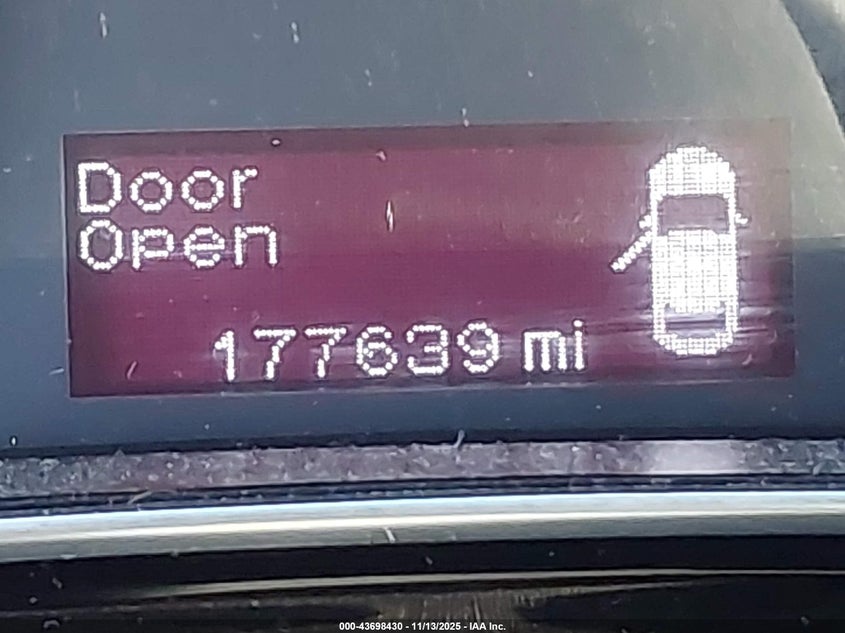 Door
Open
177639 mi
000-43698430 - 11/13/2025 - IAA Inc.